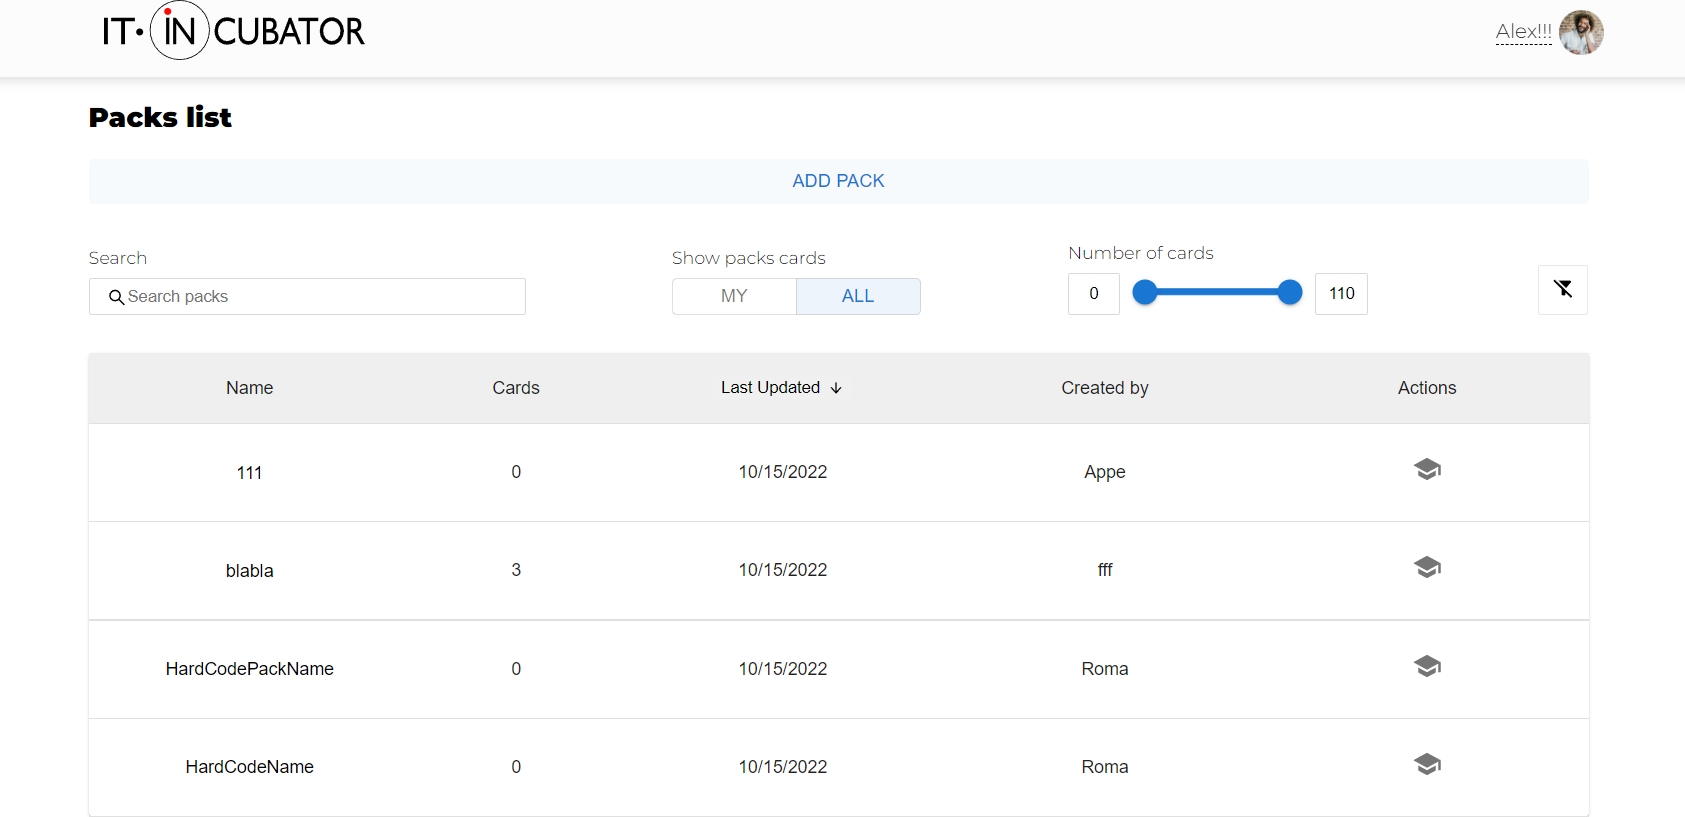 IT·INCUBATOR
Alex!!!
Packs list
ADD PACK
Search
Show packs cards
Number of cards
Search packs
MY
ALL
0
110
Name Cards Last Updated Created by Actions
111 0 10/15/2022 Appe
blabla 3 10/15/2022 fff
HardCodePackName 0 10/15/2022 Roma
HardCodeName 0 10/15/2022 Roma